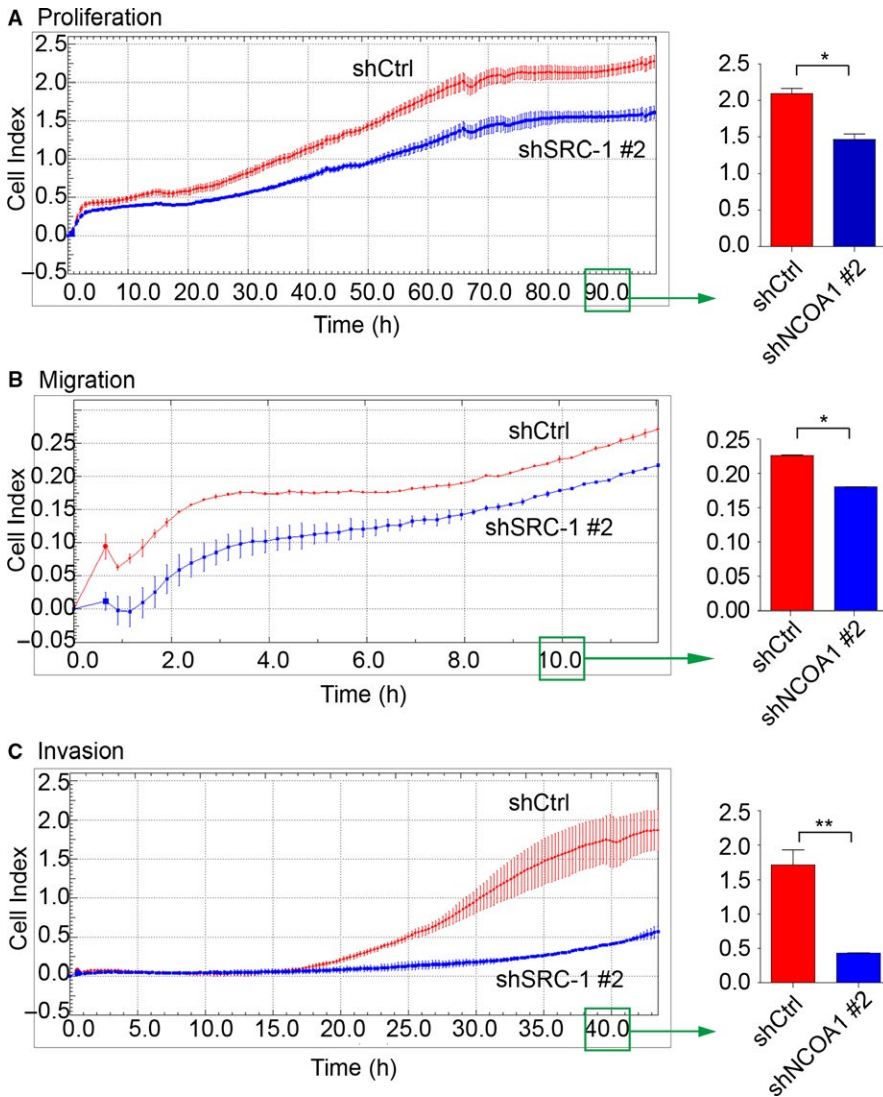 A Proliferation
Cell Index
2.5
2.0
1.5
1.0
0.5
0.0
–0.5
shCtrl
shSRC-1 #2
0.0 10.0 20.0 30.0 40.0 50.0 60.0 70.0 80.0 90.0
Time (h)
2.5
2.0
1.5
1.0
0.5
0.0
*
shCtrl
shNCOA1 #2
B Migration
Cell Index
0.25
0.20
0.15
0.10
0.05
0.00
–0.05
shCtrl
shSRC-1 #2
0.0 2.0 4.0 6.0 8.0 10.0
Time (h)
0.25
0.20
0.15
0.10
0.05
0.00
*
shCtrl
shNCOA1 #2
C Invasion
Cell Index
2.5
2.0
1.5
1.0
0.5
0.0
–0.5
shCtrl
shSRC-1 #2
0.0 5.0 10.0 15.0 20.0 25.0 30.0 35.0 40.0
Time (h)
2.5
2.0
1.5
1.0
0.5
0.0
**
shCtrl
shNCOA1 #2